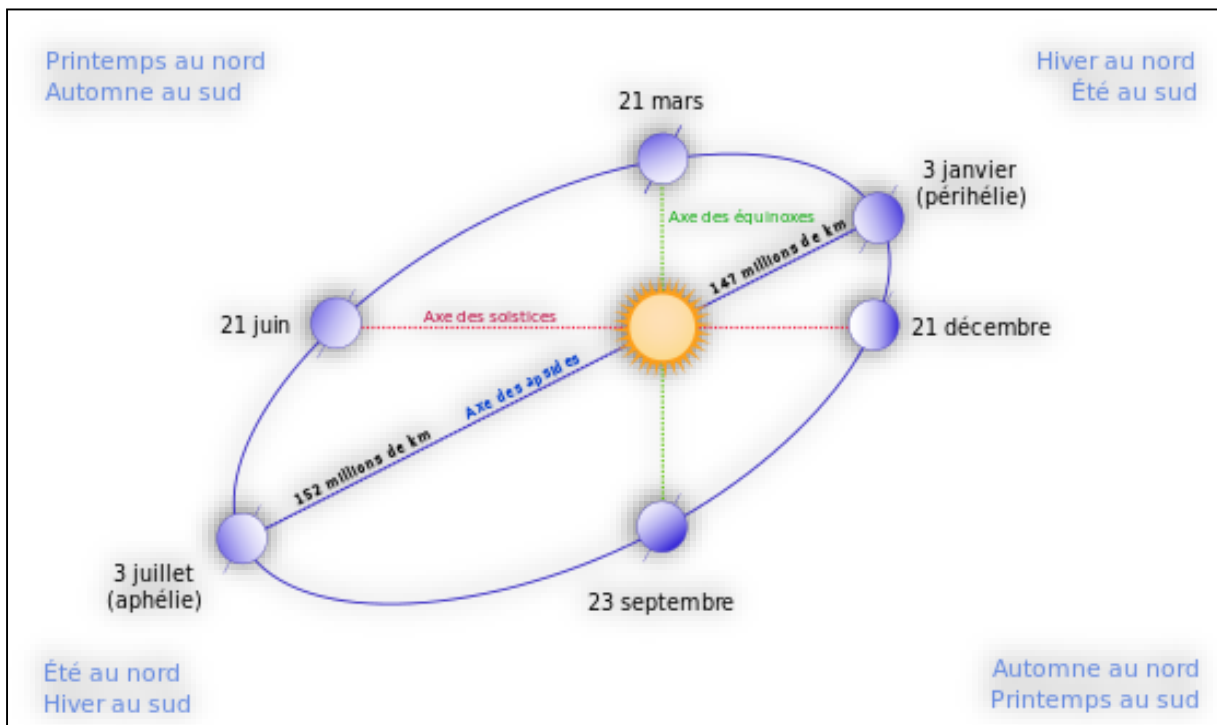 Printemps au nord
Automne au sud
Hiver au nord
Été au sud
21 mars
3 janvier
(périhélie)
Axe des équinoxes
147 millions de km
21 juin
Axe des solstices
21 décembre
Axe des apsides
152 millions de km
3 juillet
(aphélie)
23 septembre
Été au nord
Hiver au sud
Automne au nord
Printemps au sud